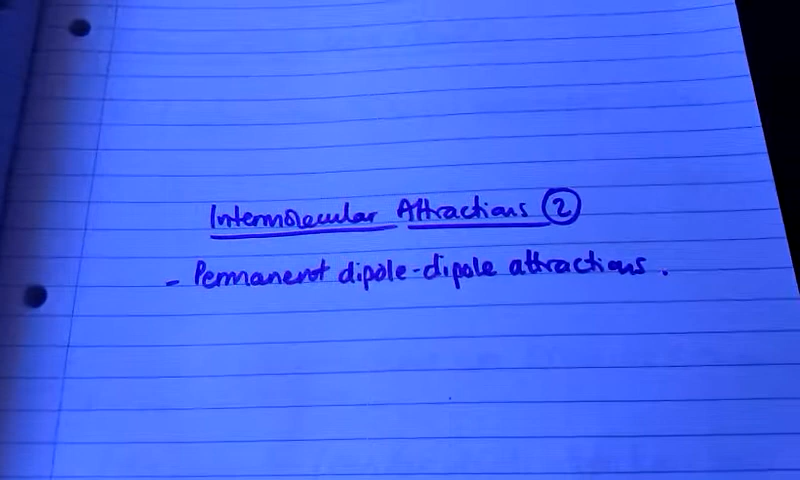 Intermolecular Attractions ②
- Permanent dipole-dipole attractions.